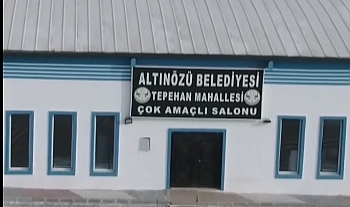 ALTINÖZÜ BELEDİYESİ
TEPEHAN MAHALLESİ
ÇOK AMAÇLI SALONU